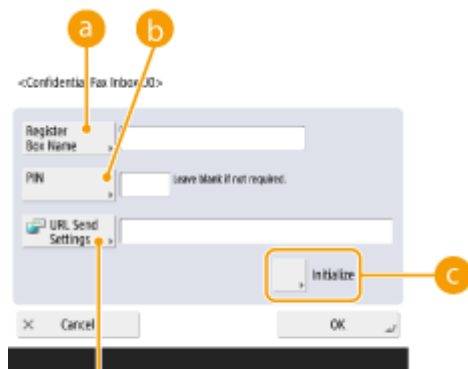 a
b
<Confidential Fax Inbox 00>
Register
Box Name
PIN
Leave blank if not required.
URL Send
Settings
Initialize
c
Cancel
OK